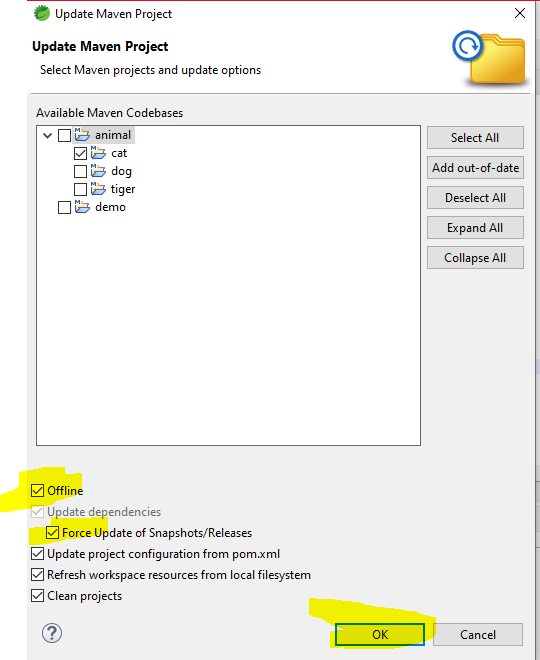 Update Maven Project
Update Maven Project
Select Maven projects and update options
Available Maven Codebases
animal
cat
dog
tiger
demo
Select All
Add out-of-date
Deselect All
Expand All
Collapse All
Offline
Update dependencies
Force Update of Snapshots/Releases
Update project configuration from pom.xml
Refresh workspace resources from local filesystem
Clean projects
?
OK
Cancel